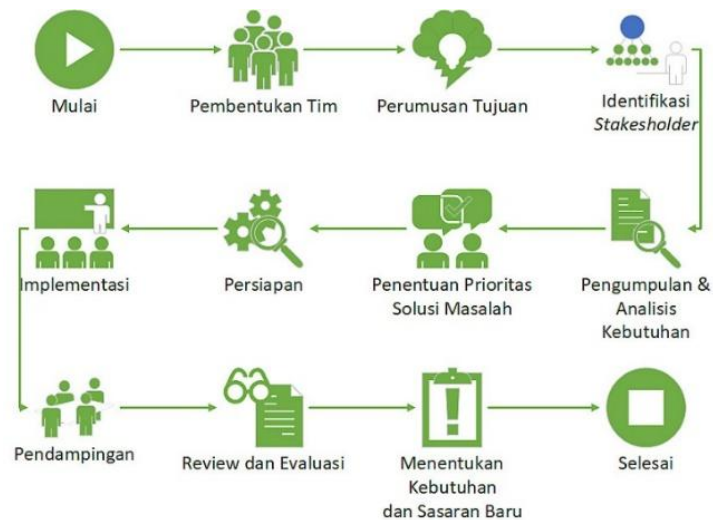 Mulai
Pembentukan Tim
Perumusan Tujuan
Identifikasi
Stakesholder
Implementasi
Persiapan
Penentuan Prioritas
Solusi Masalah
Pengumpulan &
Analisis
Kebutuhan
Pendampingan
Review dan Evaluasi
Menentukan
Kebutuhan
dan Sasaran Baru
Selesai